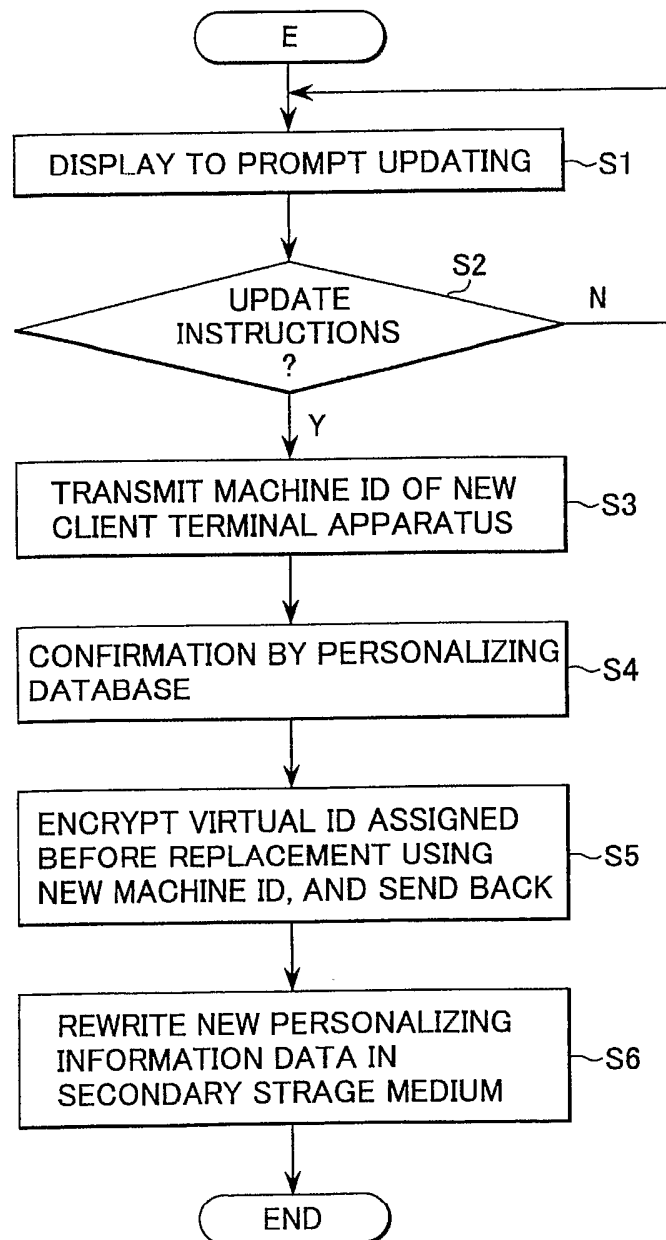 E
DISPLAY TO PROMPT UPDATING
S1
S2
UPDATE
INSTRUCTIONS
?
N
Y
TRANSMIT MACHINE ID OF NEW
CLIENT TERMINAL APPARATUS
S3
CONFIRMATION BY PERSONALIZING
DATABASE
S4
ENCRYPT VIRTUAL ID ASSIGNED
BEFORE REPLACEMENT USING
NEW MACHINE ID, AND SEND BACK
S5
REWRITE NEW PERSONALIZING
INFORMATION DATA IN
SECONDARY STRAGE MEDIUM
S6
END